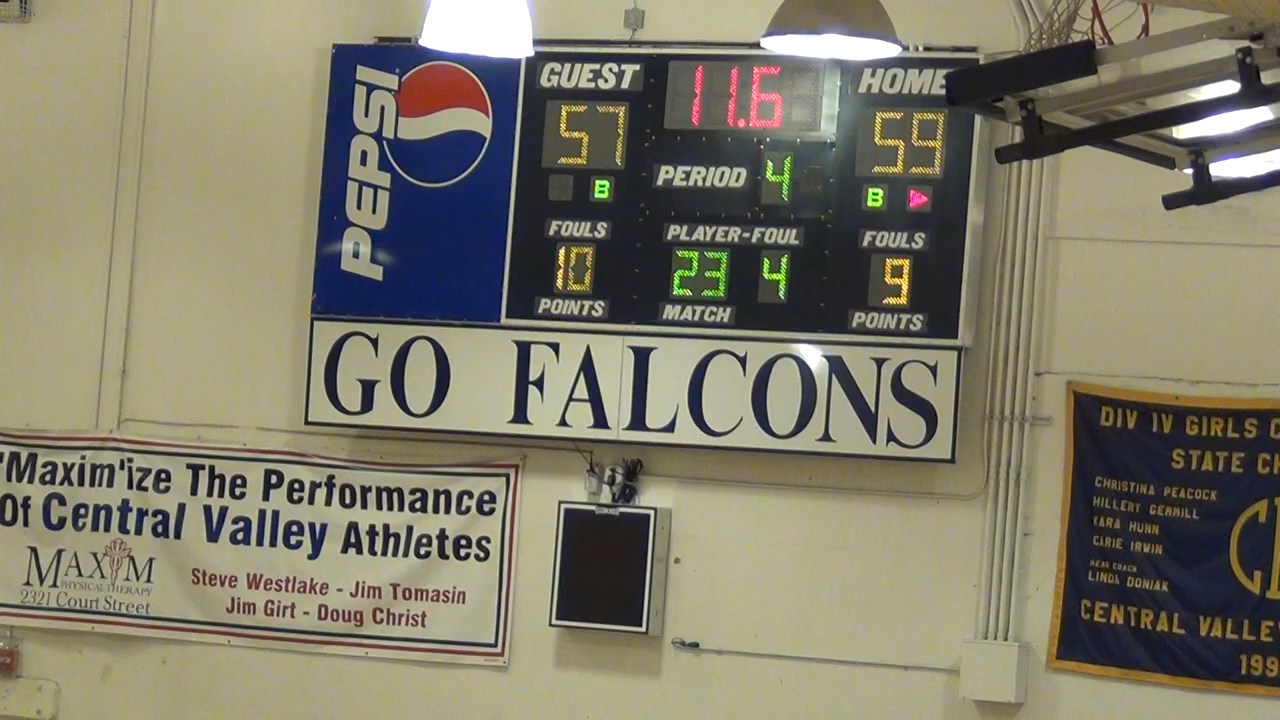 PEPSI
GUEST 11.6 HOME
57 59
PERIOD 4
B B
FOULS PLAYER-FOUL FOULS
10 23 4 9
POINTS MATCH POINTS
GO FALCONS
"Maxim'ize The Performance
Of Central Valley Athletes
MAXIM
PHYSICAL THERAPY
2321 Court Street
Steve Westlake - Jim Tomasin
Jim Girt - Doug Christ
DIV IV GIRLS
STATE CH
CHRISTINA PEACOCK
HILLERY GEMMILL
KARA HUNN
CARIE IRWIN
HEAD COACH
LINDA DONIAK
CENTRAL VALLE
199